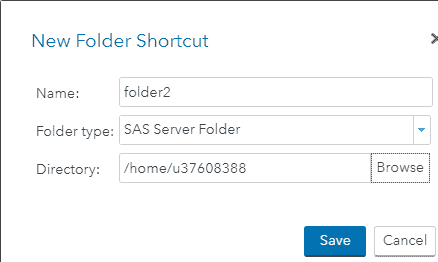 New Folder Shortcut
Name: folder2
Folder type: SAS Server Folder
Directory: /home/u37608388 Browse
Save Cancel